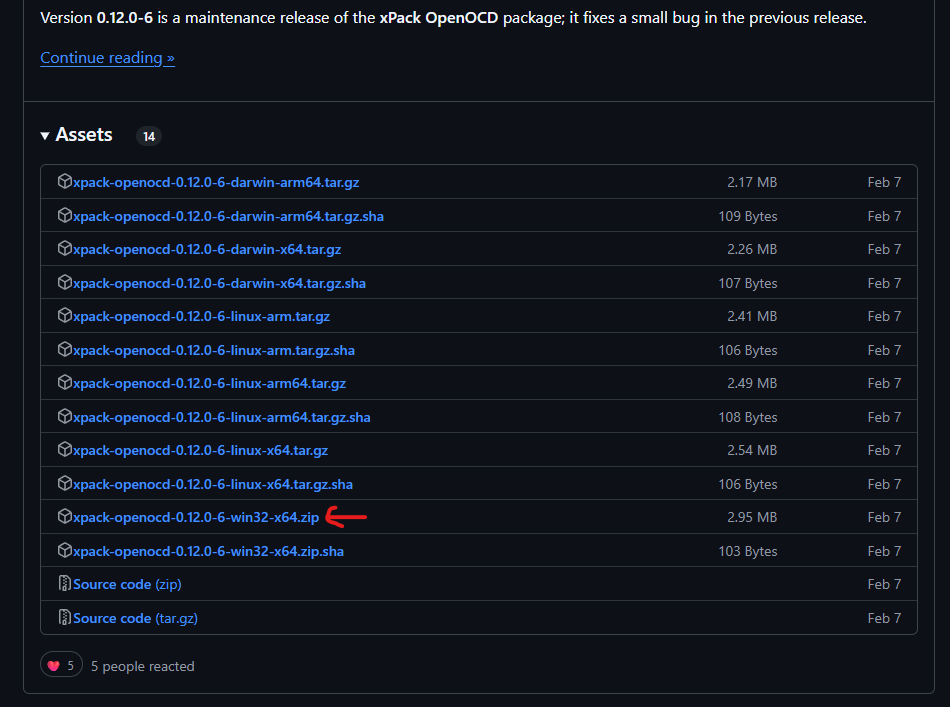 Version 0.12.0-6 is a maintenance release of the xPack OpenOCD package; it fixes a small bug in the previous release.
Continue reading »
Assets 14
xpack-openocd-0.12.0-6-darwin-arm64.tar.gz 2.17 MB Feb 7
xpack-openocd-0.12.0-6-darwin-arm64.tar.gz.sha 109 Bytes Feb 7
xpack-openocd-0.12.0-6-darwin-x64.tar.gz 2.26 MB Feb 7
xpack-openocd-0.12.0-6-darwin-x64.tar.gz.sha 107 Bytes Feb 7
xpack-openocd-0.12.0-6-linux-arm.tar.gz 2.41 MB Feb 7
xpack-openocd-0.12.0-6-linux-arm.tar.gz.sha 106 Bytes Feb 7
xpack-openocd-0.12.0-6-linux-arm64.tar.gz 2.49 MB Feb 7
xpack-openocd-0.12.0-6-linux-arm64.tar.gz.sha 108 Bytes Feb 7
xpack-openocd-0.12.0-6-linux-x64.tar.gz 2.54 MB Feb 7
xpack-openocd-0.12.0-6-linux-x64.tar.gz.sha 106 Bytes Feb 7
xpack-openocd-0.12.0-6-win32-x64.zip 2.95 MB Feb 7
xpack-openocd-0.12.0-6-win32-x64.zip.sha 103 Bytes Feb 7
Source code (zip) Feb 7
Source code (tar.gz) Feb 7
5 5 people reacted